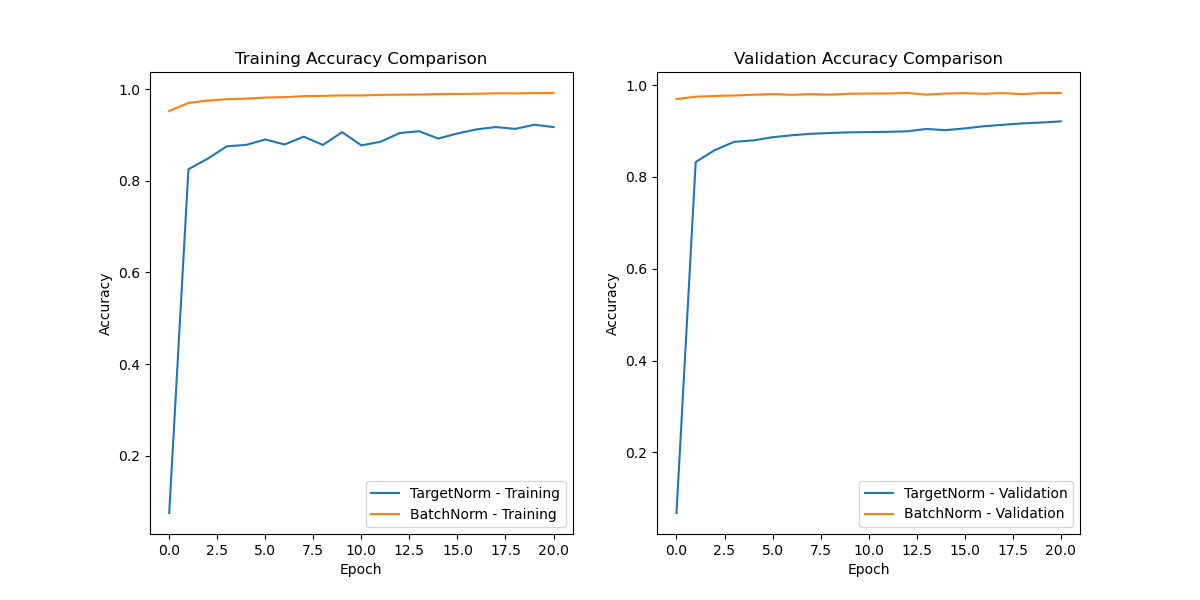 Training Accuracy Comparison
Accuracy
1.0
0.8
0.6
0.4
0.2
TargetNorm - Training
BatchNorm - Training
0.0 2.5 5.0 7.5 10.0 12.5 15.0 17.5 20.0
Epoch
Validation Accuracy Comparison
Accuracy
1.0
0.8
0.6
0.4
0.2
TargetNorm - Validation
BatchNorm - Validation
0.0 2.5 5.0 7.5 10.0 12.5 15.0 17.5 20.0
Epoch